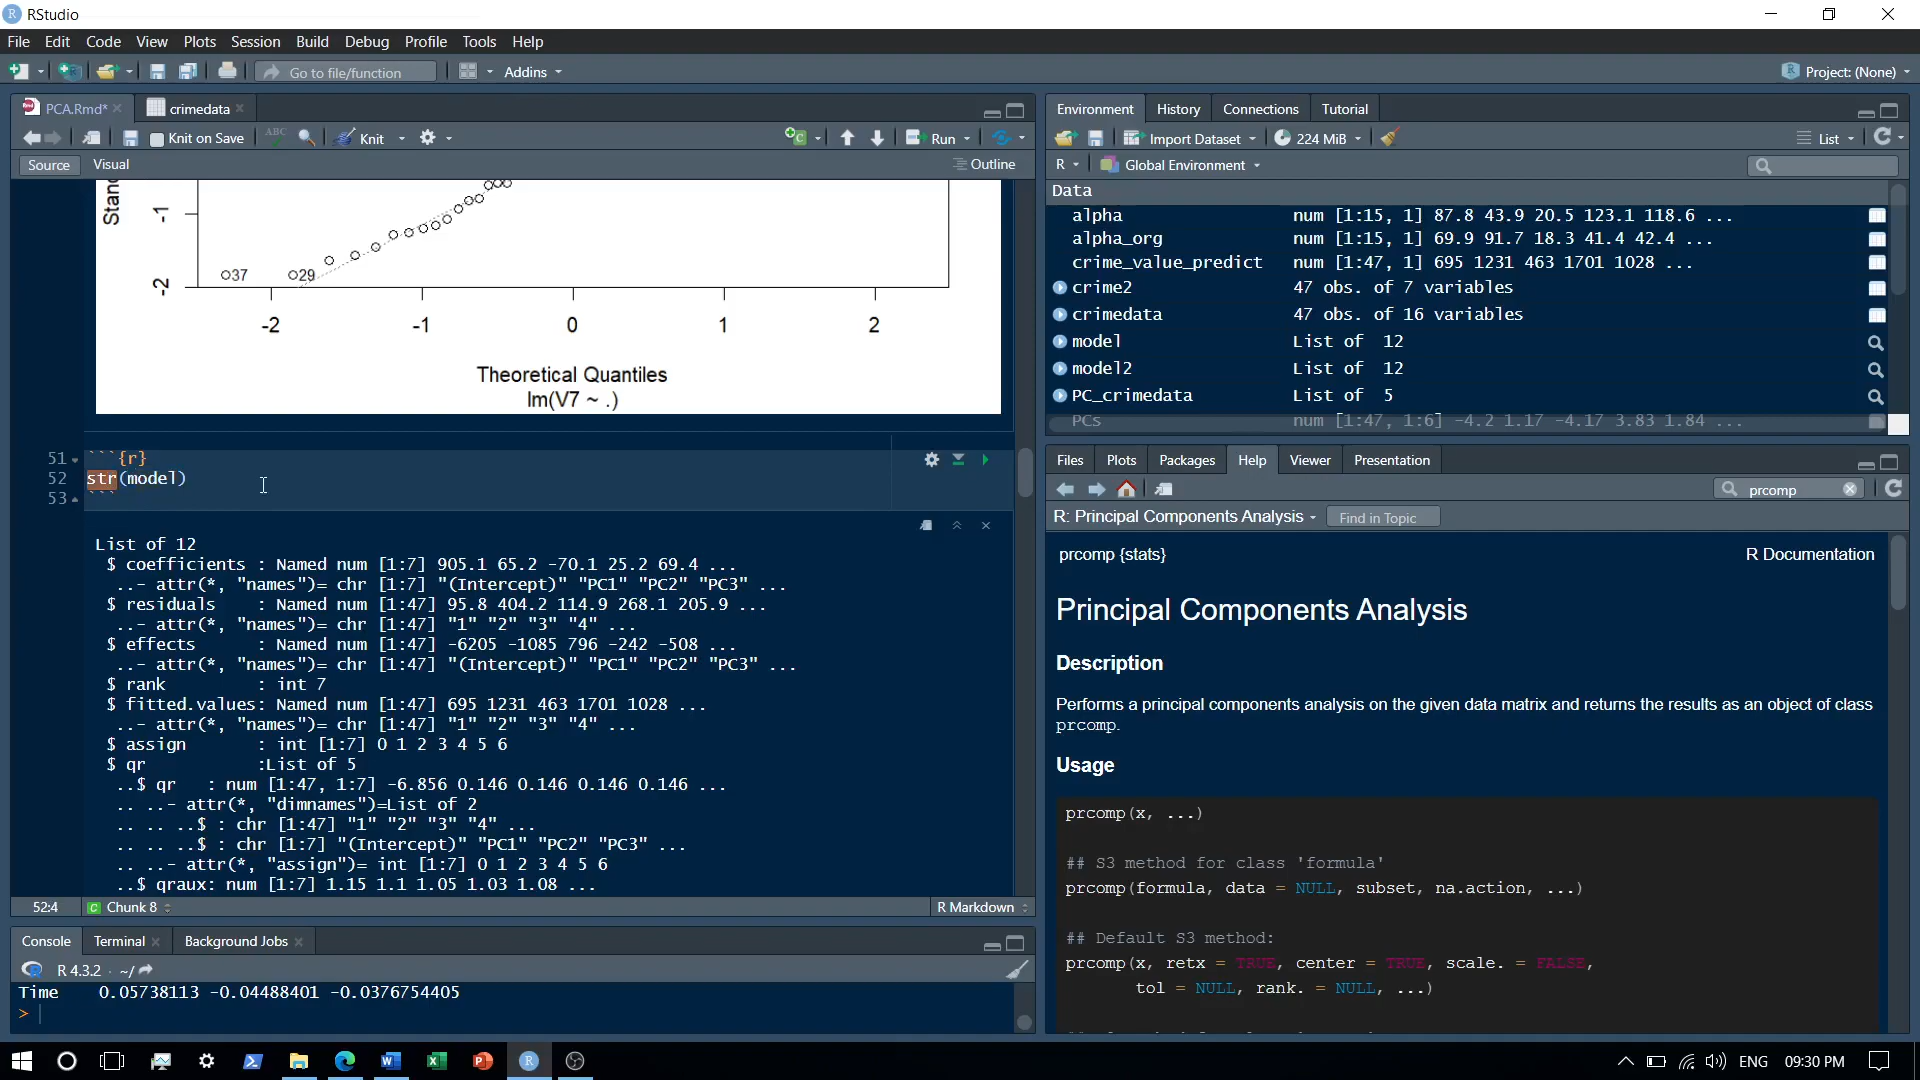 RStudio
File Edit Code View Plots Session Build Debug Profile Tools Help
Go to file/function Addins Project: (None)
PCA.Rmd* crimedata
Knit on Save ABC Knit Run
Source Visual Outline
Stanc
-1
-2
37 29
-2 -1 0 1 2
Theoretical Quantiles
lm(V7 ~ .)
51 ```{r}
52 str(model)
53 ```
List of 12
$ coefficients : Named num [1:7] 905.1 65.2 -70.1 25.2 69.4 ...
..- attr(*, "names")= chr [1:7] "(Intercept)" "PC1" "PC2" "PC3" ...
$ residuals : Named num [1:47] 95.8 404.2 114.9 268.1 205.9 ...
..- attr(*, "names")= chr [1:47] "1" "2" "3" "4" ...
$ effects : Named num [1:47] -6205 -1085 796 -242 -508 ...
..- attr(*, "names")= chr [1:47] "(Intercept)" "PC1" "PC2" "PC3" ...
$ rank : int 7
$ fitted.values: Named num [1:47] 695 1231 463 1701 1028 ...
..- attr(*, "names")= chr [1:47] "1" "2" "3" "4" ...
$ assign : int [1:7] 0 1 2 3 4 5 6
$ qr :List of 5
..$ qr : num [1:47, 1:7] -6.856 0.146 0.146 0.146 0.146 ...
.. ..- attr(*, "dimnames")=List of 2
.. .. ..$ : chr [1:47] "1" "2" "3" "4" ...
.. .. ..$ : chr [1:7] "(Intercept)" "PC1" "PC2" "PC3" ...
.. ..- attr(*, "assign")= int [1:7] 0 1 2 3 4 5 6
..$ qraux: num [1:7] 1.15 1.1 1.05 1.03 1.08 ...
52:4 Chunk 8 R Markdown
Console Terminal Background Jobs
R 4.3.2 · ~/
Time 0.05738113 -0.04488401 -0.0376754405
>
Environment History Connections Tutorial
Import Dataset 224 MiB List
R Global Environment
Data
alpha num [1:15, 1] 87.8 43.9 20.5 123.1 118.6 ...
alpha_org num [1:15, 1] 69.9 91.7 18.3 41.4 42.4 ...
crime_value_predict num [1:47, 1] 695 1231 463 1701 1028 ...
crime2 47 obs. of 7 variables
crimedata 47 obs. of 16 variables
model List of 12
model2 List of 12
PC_crimedata List of 5
PCs num [1:47, 1:6] -4.2 1.17 -4.17 3.83 1.84 ...
Files Plots Packages Help Viewer Presentation
prcomp
R: Principal Components Analysis Find in Topic
prcomp {stats} R Documentation
Principal Components Analysis
Description
Performs a principal components analysis on the given data matrix and returns the results as an object of class
prcomp.
Usage
prcomp(x, ...)
## S3 method for class 'formula'
prcomp(formula, data = NULL, subset, na.action, ...)
## Default S3 method:
prcomp(x, retx = TRUE, center = TRUE, scale. = FALSE,
tol = NULL, rank. = NULL, ...)
ENG 09:30 PM